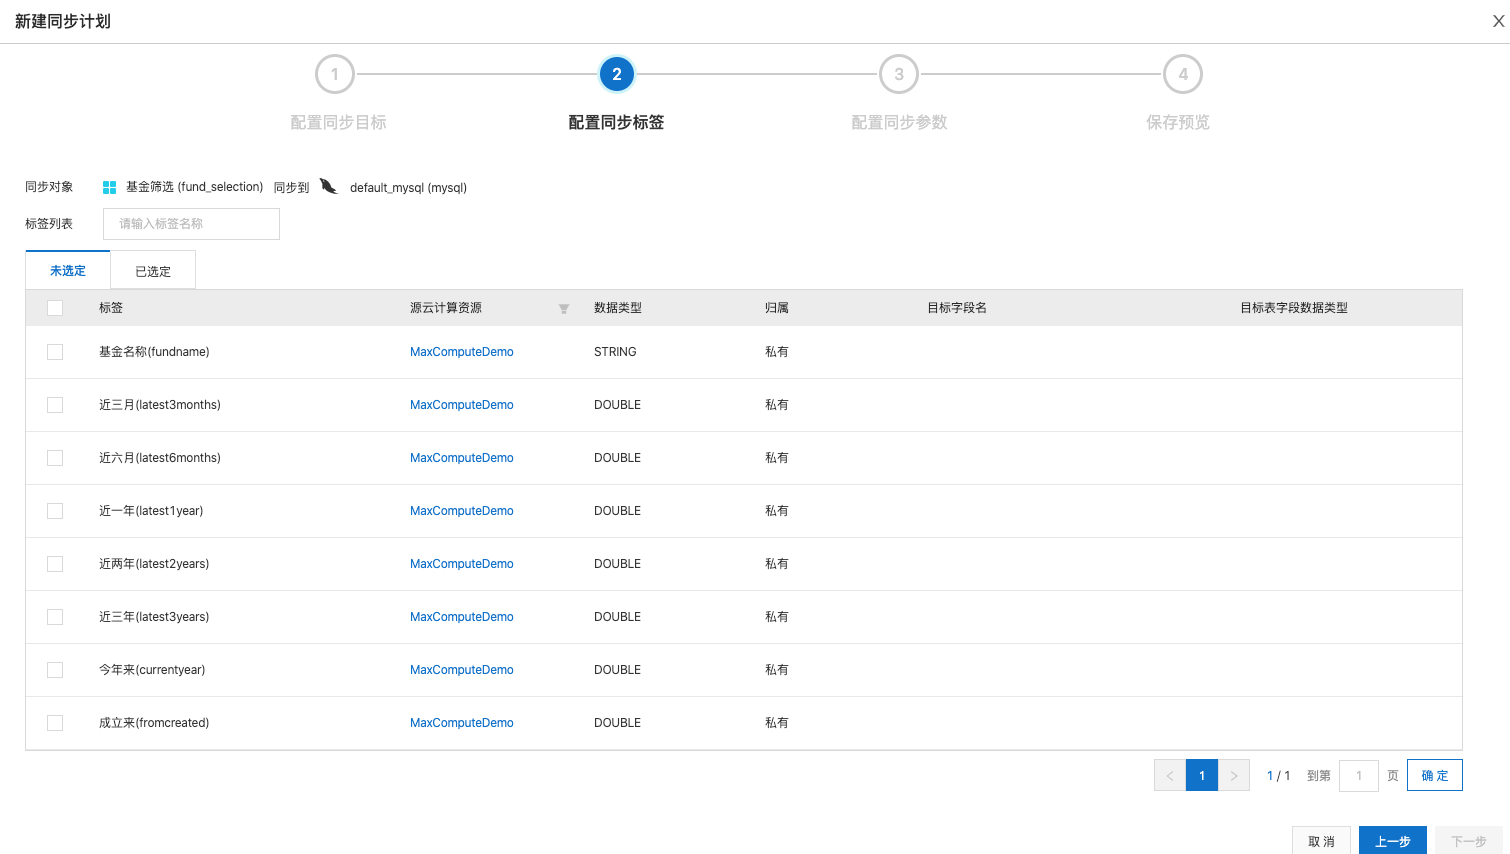 新建同步计划 X
1 2 3 4
配置同步目标 配置同步标签 配置同步参数 保存预览
同步对象 基金筛选 (fund_selection) 同步到 default_mysql (mysql)
标签列表 请输入标签名称
未选定 已选定
标签 源云计算资源 数据类型 归属 目标字段名 目标表字段数据类型
基金名称(fundname) MaxComputeDemo STRING 私有
近三月(latest3months) MaxComputeDemo DOUBLE 私有
近六月(latest6months) MaxComputeDemo DOUBLE 私有
近一年(latest1year) MaxComputeDemo DOUBLE 私有
近两年(latest2years) MaxComputeDemo DOUBLE 私有
近三年(latest3years) MaxComputeDemo DOUBLE 私有
今年来(currentyear) MaxComputeDemo DOUBLE 私有
成立来(fromcreated) MaxComputeDemo DOUBLE 私有
< 1 > 1 / 1 到第 1 页 确 定
取 消 上一步 下一步